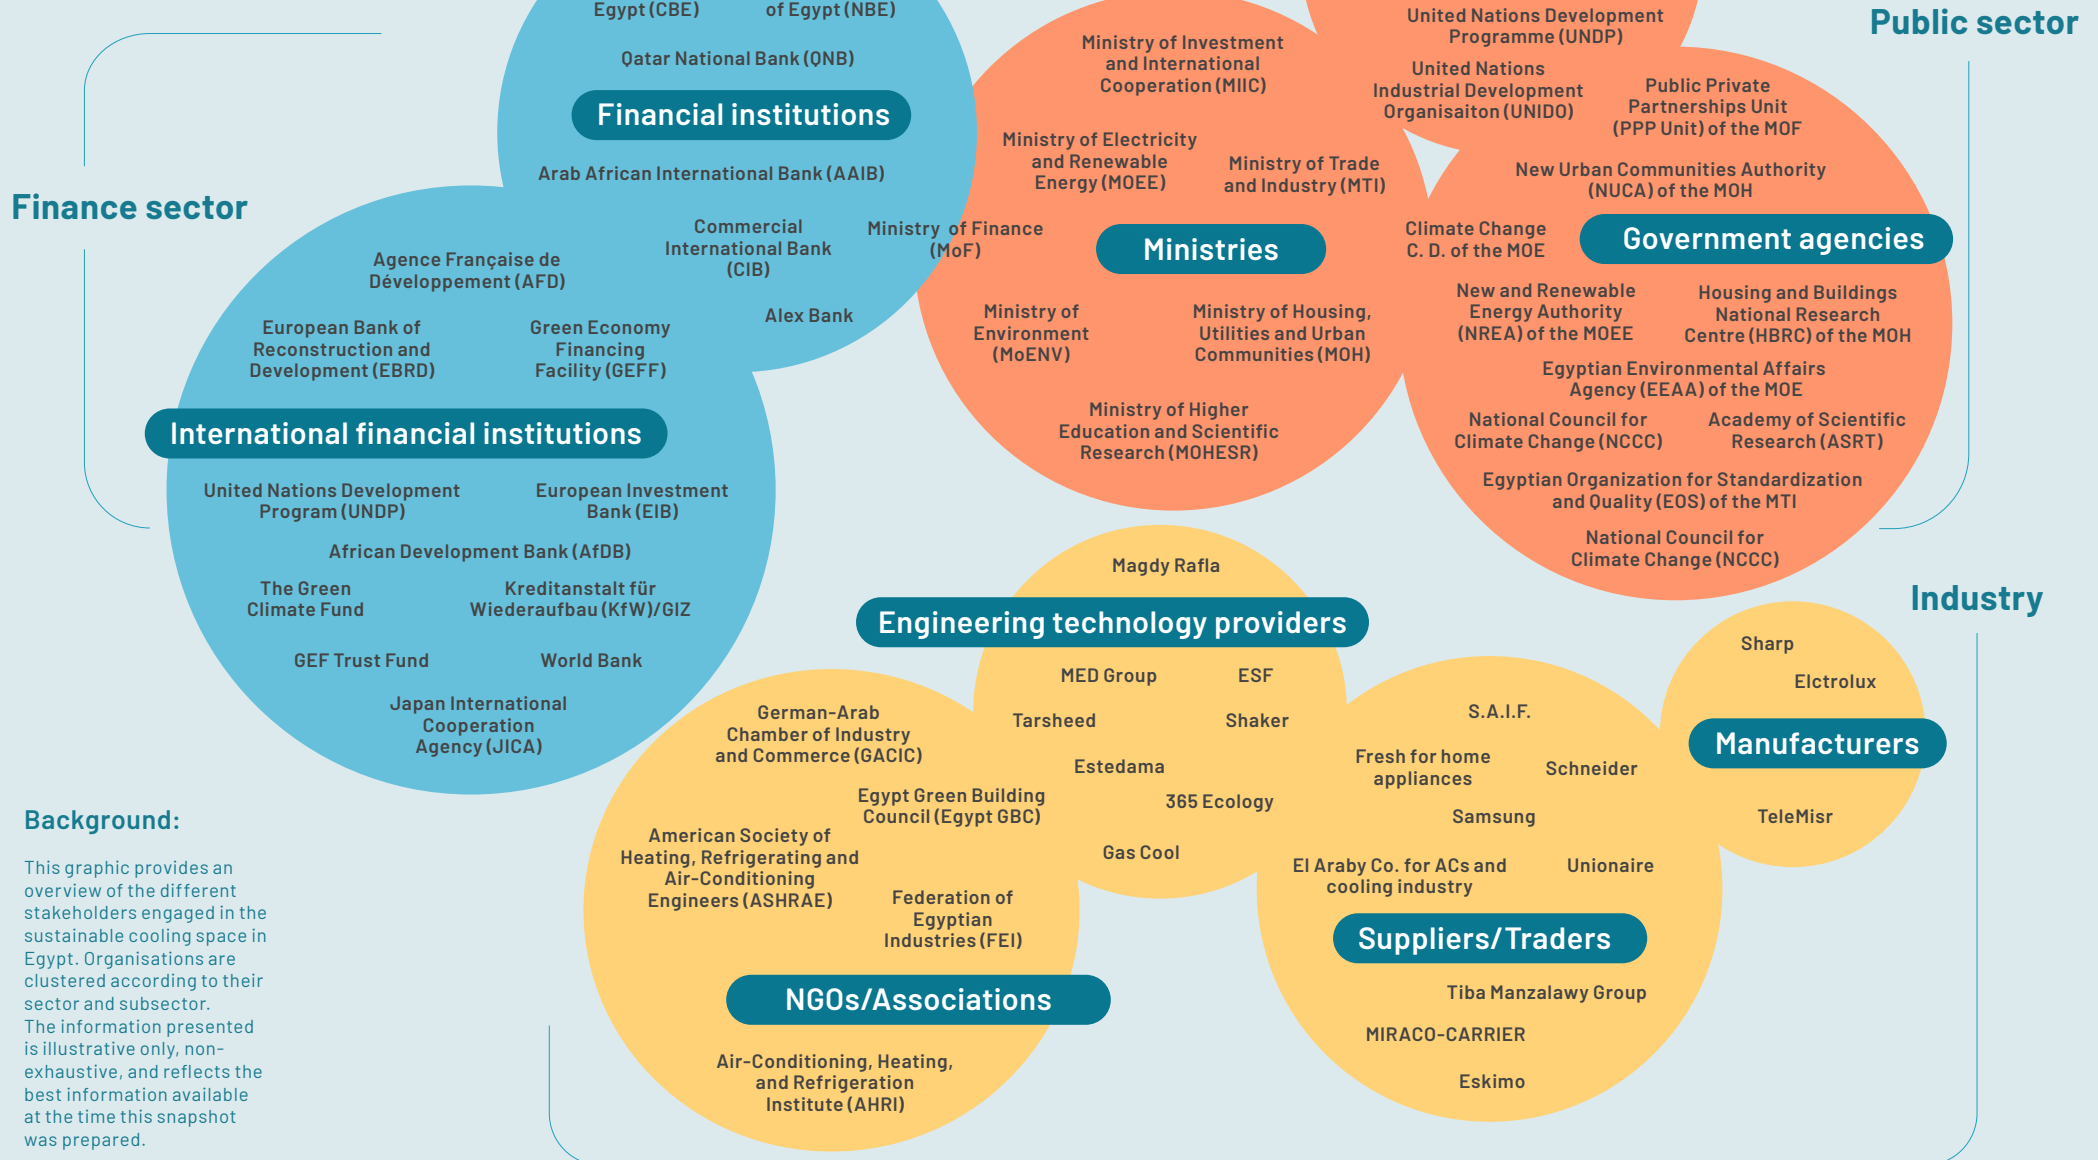 Public sector
Egypt (CBE)
of Egypt (NBE)
Qatar National Bank (QNB)
Financial institutions
Arab African International Bank (AAIB)
Commercial
International Bank
(CIB)
Alex Bank
Finance sector
Agence Française de
Développement (AFD)
European Bank of
Reconstruction and
Development (EBRD)
Green Economy
Financing
Facility (GEFF)
International financial institutions
United Nations Development
Program (UNDP)
European Investment
Bank (EIB)
African Development Bank (AfDB)
The Green
Climate Fund
Kreditanstalt für
Wiederaufbau (KfW)/GIZ
GEF Trust Fund
World Bank
Japan International
Cooperation
Agency (JICA)
Ministry of Investment
and International
Cooperation (MIIC)
Ministry of Electricity
and Renewable
Energy (MOEE)
Ministry of Trade
and Industry (MTI)
Ministry of Finance
(MoF)
Ministries
Ministry of
Environment
(MoENV)
Ministry of Housing,
Utilities and Urban
Communities (MOH)
Ministry of Higher
Education and Scientific
Research (MOHESR)
United Nations Development
Programme (UNDP)
United Nations
Industrial Development
Organisaiton (UNIDO)
Public Private
Partnerships Unit
(PPP Unit) of the MOF
New Urban Communities Authority
(NUCA) of the MOH
Climate Change
C. D. of the MOE
Government agencies
New and Renewable
Energy Authority
(NREA) of the MOEE
Housing and Buildings
National Research
Centre (HBRC) of the MOH
Egyptian Environmental Affairs
Agency (EEAA) of the MOE
National Council for
Climate Change (NCCC)
Academy of Scientific
Research (ASRT)
Egyptian Organization for Standardization
and Quality (EOS) of the MTI
National Council for
Climate Change (NCCC)
Industry
Magdy Rafla
Engineering technology providers
MED Group
ESF
Tarsheed
Shaker
Estedama
365 Ecology
Gas Cool
German-Arab
Chamber of Industry
and Commerce (GACIC)
Egypt Green Building
Council (Egypt GBC)
American Society of
Heating, Refrigerating and
Air-Conditioning
Engineers (ASHRAE)
Federation of
Egyptian
Industries (FEI)
NGOs/Associations
Air-Conditioning, Heating,
and Refrigeration
Institute (AHRI)
S.A.I.F.
Fresh for home
appliances
Schneider
Samsung
El Araby Co. for ACs and
cooling industry
Unionaire
Suppliers/Traders
Tiba Manzalawy Group
MIRACO-CARRIER
Eskimo
Sharp
Elctrolux
Manufacturers
TeleMisr
Background:
This graphic provides an
overview of the different
stakeholders engaged in the
sustainable cooling space in
Egypt. Organisations are
clustered according to their
sector and subsector.
The information presented
is illustrative only, non-
exhaustive, and reflects the
best information available
at the time this snapshot
was prepared.